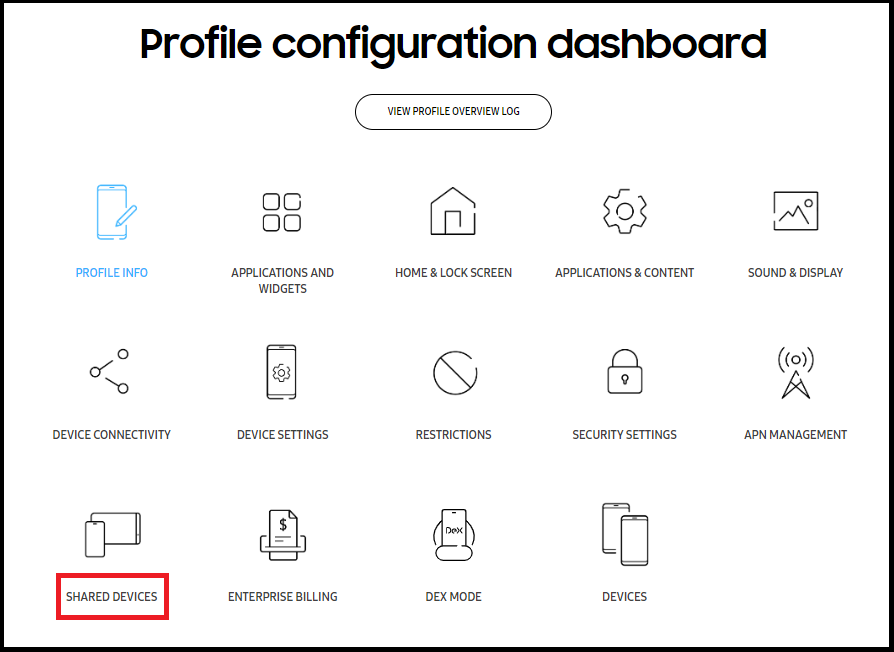 Profile configuration dashboard
VIEW PROFILE OVERVIEW LOG
PROFILE INFO
APPLICATIONS AND
WIDGETS
HOME & LOCK SCREEN
APPLICATIONS & CONTENT
SOUND & DISPLAY
DEVICE CONNECTIVITY
DEVICE SETTINGS
RESTRICTIONS
SECURITY SETTINGS
APN MANAGEMENT
$
DeX
SHARED DEVICES
ENTERPRISE BILLING
DEX MODE
DEVICES